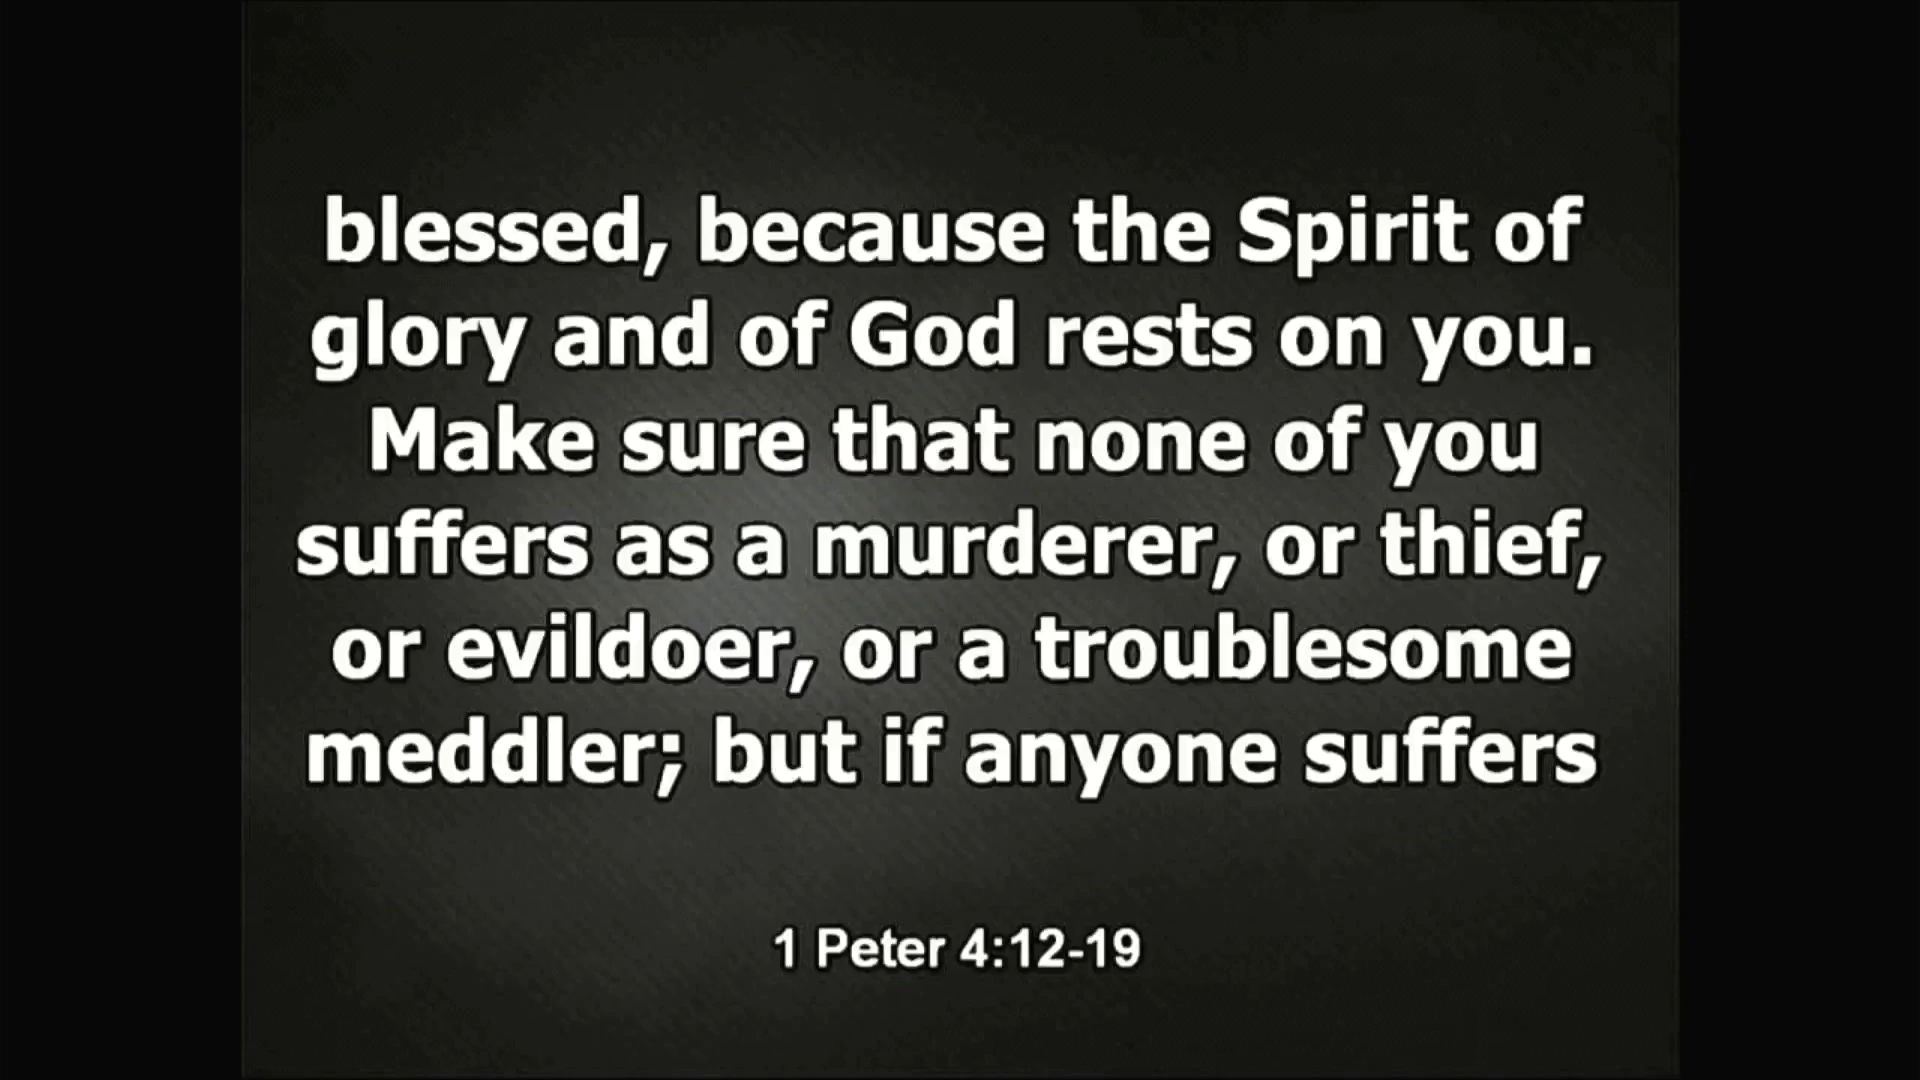 blessed, because the Spirit of
glory and of God rests on you.
Make sure that none of you
suffers as a murderer, or thief,
or evildoer, or a troublesome
meddler; but if anyone suffers
1 Peter 4:12-19